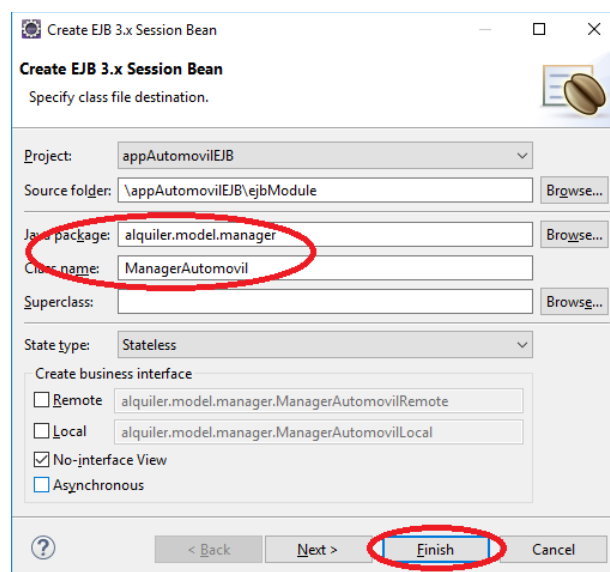 Create EJB 3.x Session Bean
Create EJB 3.x Session Bean
Specify class file destination.
Project: appAutomovilEJB
Source folder: \appAutomovilEJB\ejbModule Browse...
Java package: alquiler.model.manager Browse...
Class name: ManagerAutomovil
Superclass: Browse...
State type: Stateless
Create business interface
Remote alquiler.model.manager.ManagerAutomovilRemote
Local alquiler.model.manager.ManagerAutomovilLocal
No-interface View
Asynchronous
? < Back Next > Finish Cancel